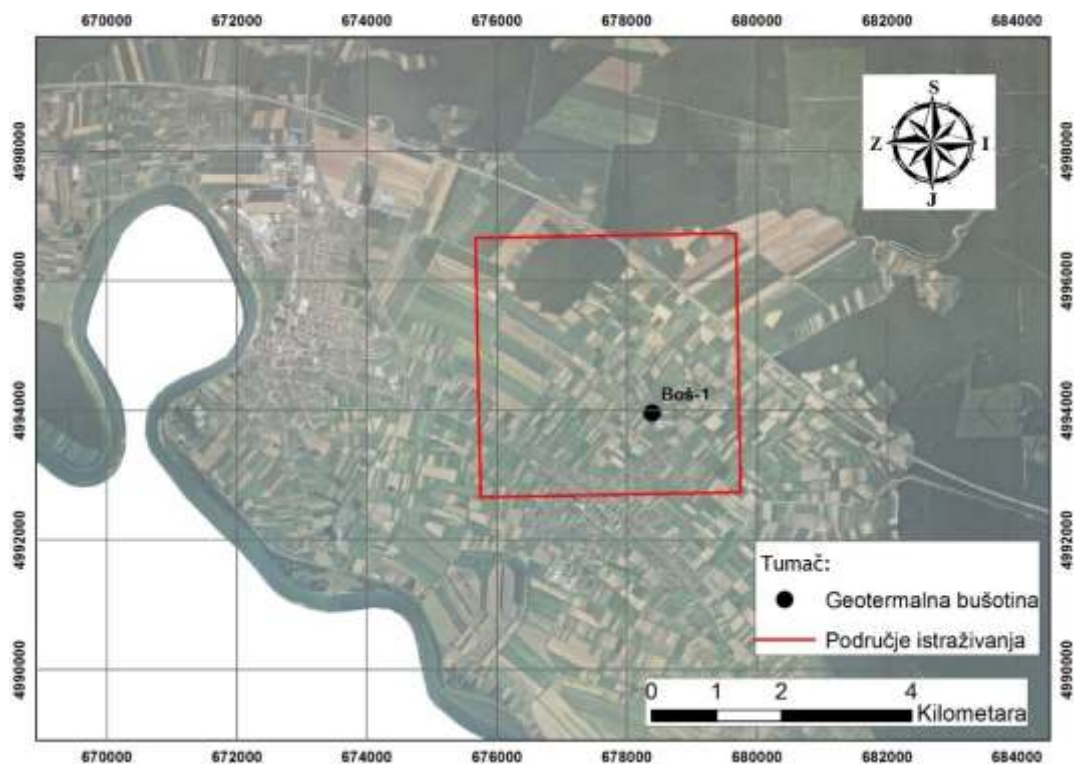 670000 672000 674000 676000 678000 680000 682000 684000
S
Z I
J
4998000 4998000
4996000 4996000
Boš-1
4994000 4994000
4992000 4992000
Tumač:
Geotermalna bušotina
Područje istraživanja
4990000 4990000
0 1 2 4
Kilometara
670000 672000 674000 676000 678000 680000 682000 684000